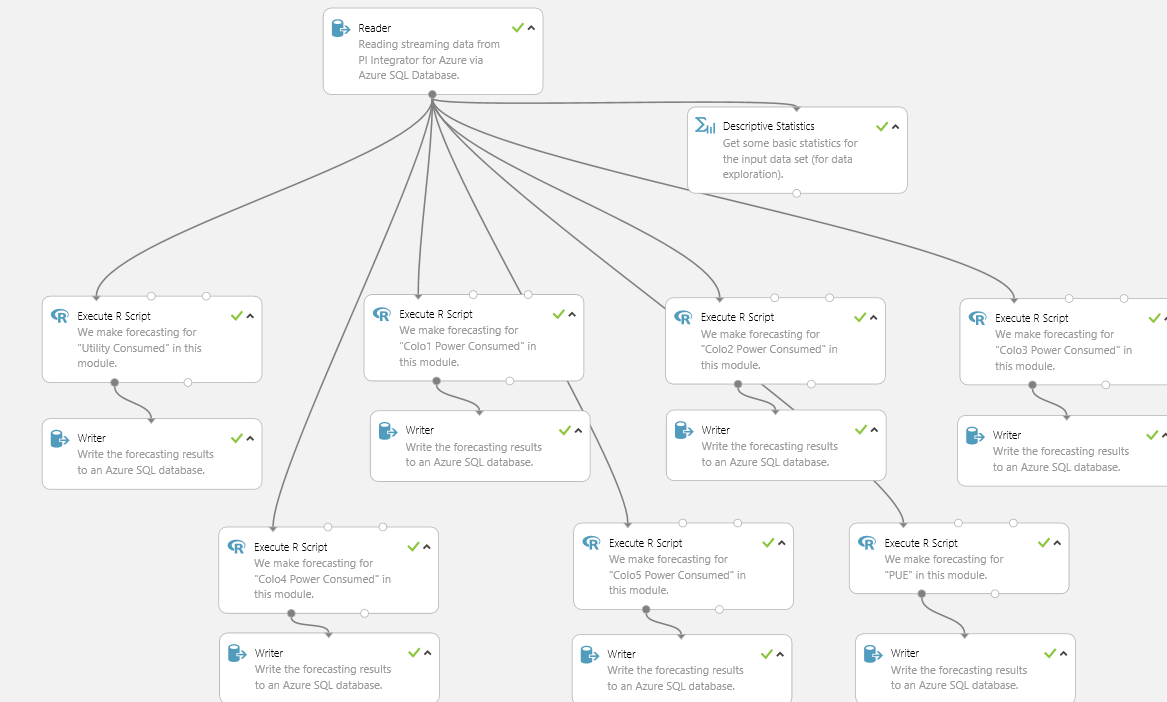 Reader
Reading streaming data from
PI Integrator for Azure via
Azure SQL Database.
Descriptive Statistics
Get some basic statistics for
the input data set (for data
exploration).
Execute R Script
We make forecasting for
"Utility Consumed" in this
module.
Execute R Script
We make forecasting for
"Colo1 Power Consumed" in
this module.
Execute R Script
We make forecasting for
"Colo2 Power Consumed" in
this module.
Execute R Script
We make forecasting for
"Colo3 Power Consumed" in
this module.
Writer
Write the forecasting results
to an Azure SQL database.
Writer
Write the forecasting results
to an Azure SQL database.
Writer
Write the forecasting results
to an Azure SQL database.
Writer
Write the forecasting results
to an Azure SQL database.
Execute R Script
We make forecasting for
"Colo4 Power Consumed" in
this module.
Execute R Script
We make forecasting for
"Colo5 Power Consumed" in
this module.
Execute R Script
We make forecasting for
"PUE" in this module.
Writer
Write the forecasting results
to an Azure SQL database.
Writer
Write the forecasting results
to an Azure SQL database.
Writer
Write the forecasting results
to an Azure SQL database.